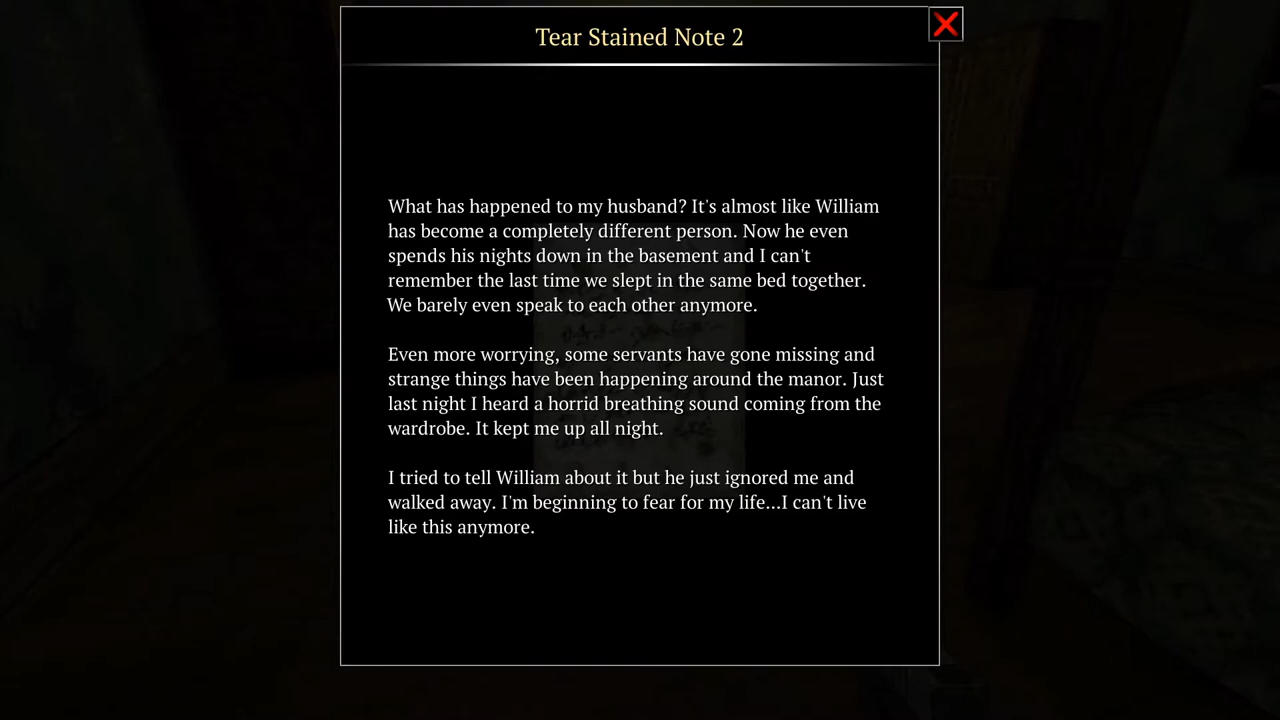 Tear Stained Note 2
What has happened to my husband? It's almost like William
has become a completely different person. Now he even
spends his nights down in the basement and I can't
remember the last time we slept in the same bed together.
We barely even speak to each other anymore.
Even more worrying, some servants have gone missing and
strange things have been happening around the manor. Just
last night I heard a horrid breathing sound coming from the
wardrobe. It kept me up all night.
I tried to tell William about it but he just ignored me and
walked away. I'm beginning to fear for my life...I can't live
like this anymore.